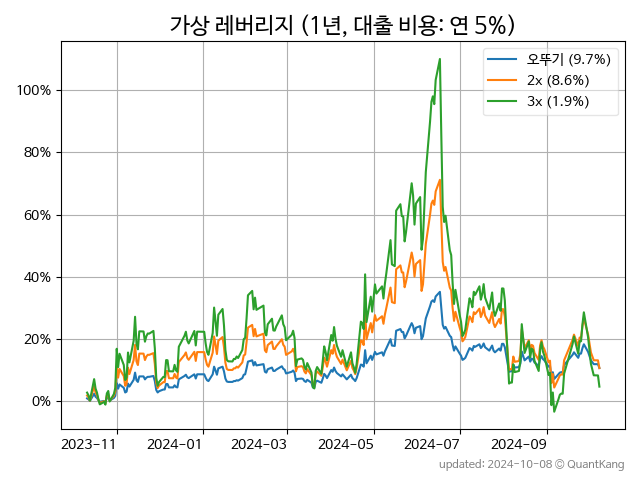 가상 레버리지 (1년, 대출 비용: 연 5%)
오뚜기 (9.7%)
2x (8.6%)
3x (1.9%)
100%
80%
60%
40%
20%
0%
2023-11 2024-01 2024-03 2024-05 2024-07 2024-09
updated: 2024-10-08 © QuantKang